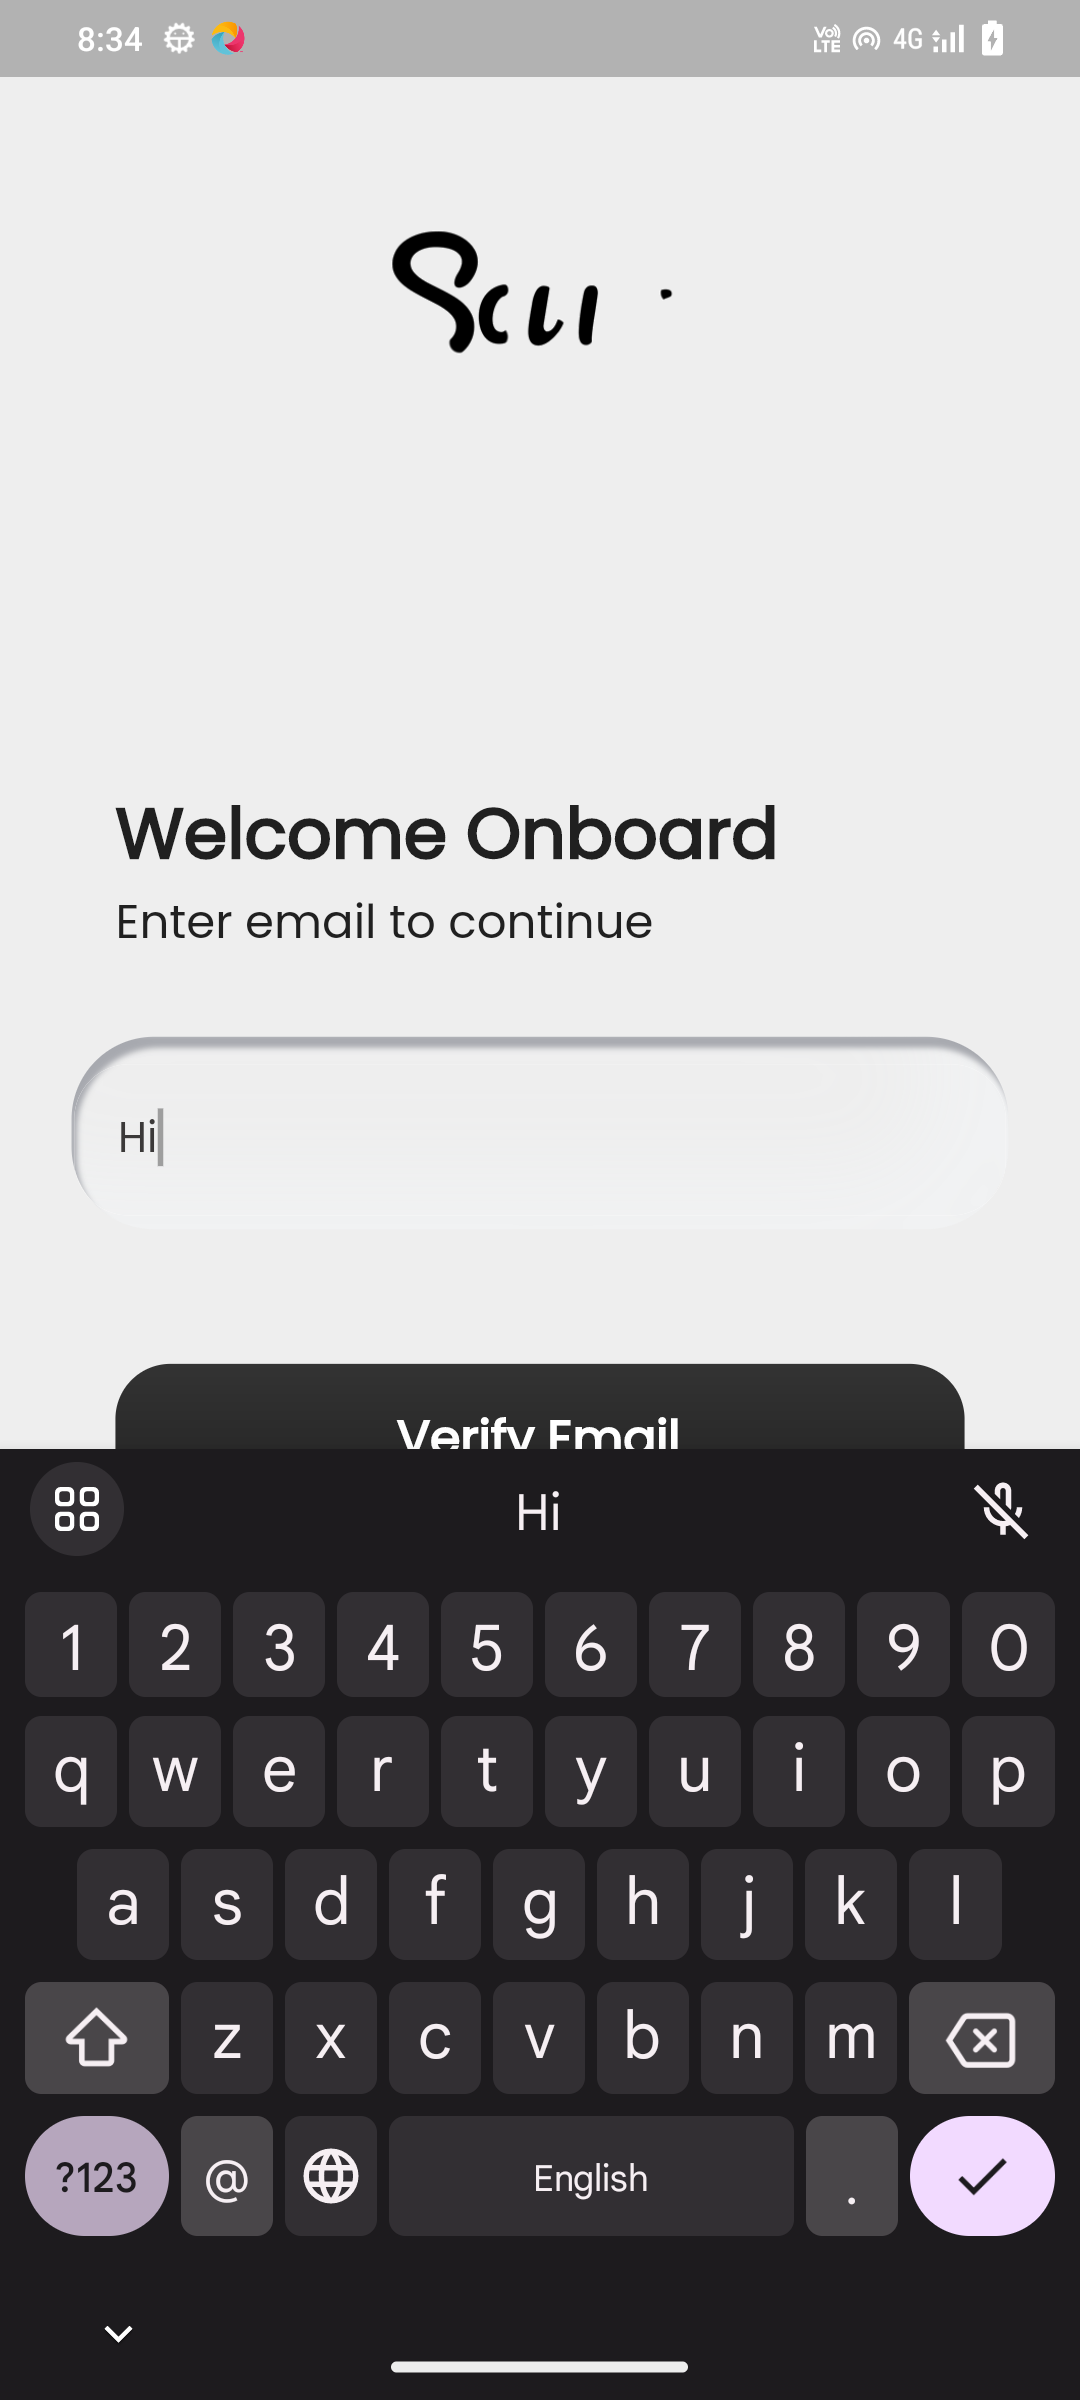 8:34
Vo)) LTE 4G
Welcome Onboard
Enter email to continue
Hi
Verify Email
Hi
1 2 3 4 5 6 7 8 9 0
q w e r t y u i o p
a s d f g h j k l
z x c v b n m
?123 @ English .